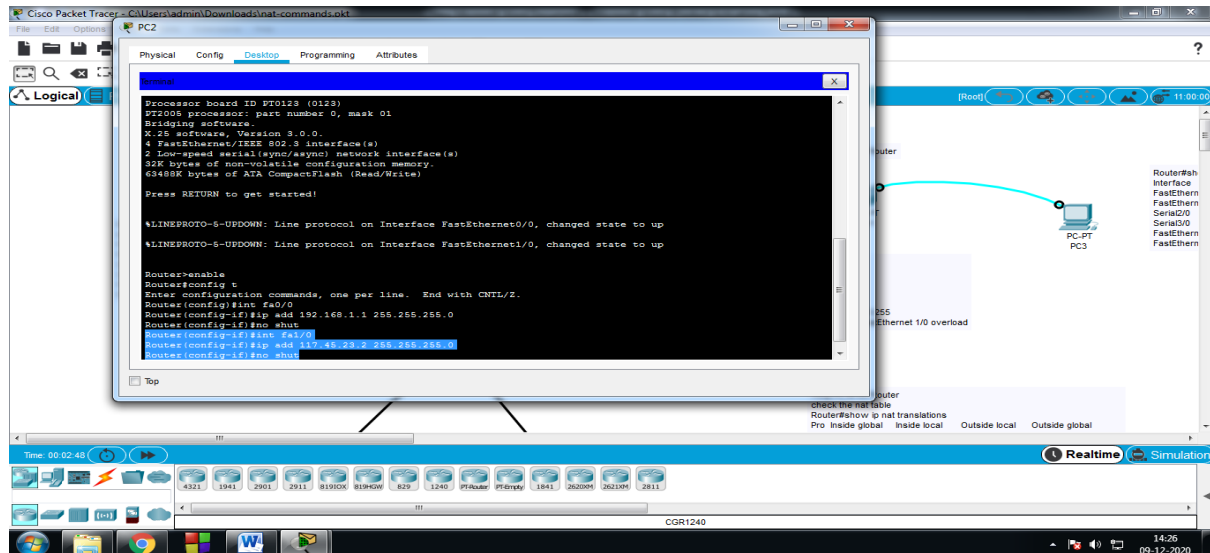 Cisco Packet Tracer - C:\Users\admin\Downloads\nat-commands.pkt
File Edit Options
PC2
Physical Config Desktop Programming Attributes
Terminal
X
Logical
[Root]
11:00:00
Processor board ID PT0123 (0123)
PT2005 processor: part number 0, mask 01
Bridging software.
X.25 software, Version 3.0.0.
4 FastEthernet/IEEE 802.3 interface(s)
2 Low-speed serial(sync/async) network interface(s)
32K bytes of non-volatile configuration memory.
63488K bytes of ATA CompactFlash (Read/Write)
Press RETURN to get started!
%LINEPROTO-5-UPDOWN: Line protocol on Interface FastEthernet0/0, changed state to up
%LINEPROTO-5-UPDOWN: Line protocol on Interface FastEthernet1/0, changed state to up
Router>enable
Router#config t
Enter configuration commands, one per line. End with CNTL/Z.
Router(config)#int fa0/0
Router(config-if)#ip add 192.168.1.1 255.255.255.0
Router(config-if)#no shut
Router(config-if)#int fa1/0
Router(config-if)#ip add 117.45.23.2 255.255.255.0
Router(config-if)#no shut
Top
outer
PC-PT
PC3
Router#sh
Interface
FastEthern
FastEthern
Serial2/0
Serial3/0
FastEthern
FastEthern
255
Ethernet 1/0 overload
outer
check the nat table
Router#show ip nat translations
Pro Inside global Inside local Outside local Outside global
Time: 00:02:48
Realtime
Simulation
4321 1941 2901 2911 819IOX 819HGW 829 1240 PT-Router PT-Empty 1841 2620XM 2621XM 2811
CGR1240
14:26
09-12-2020